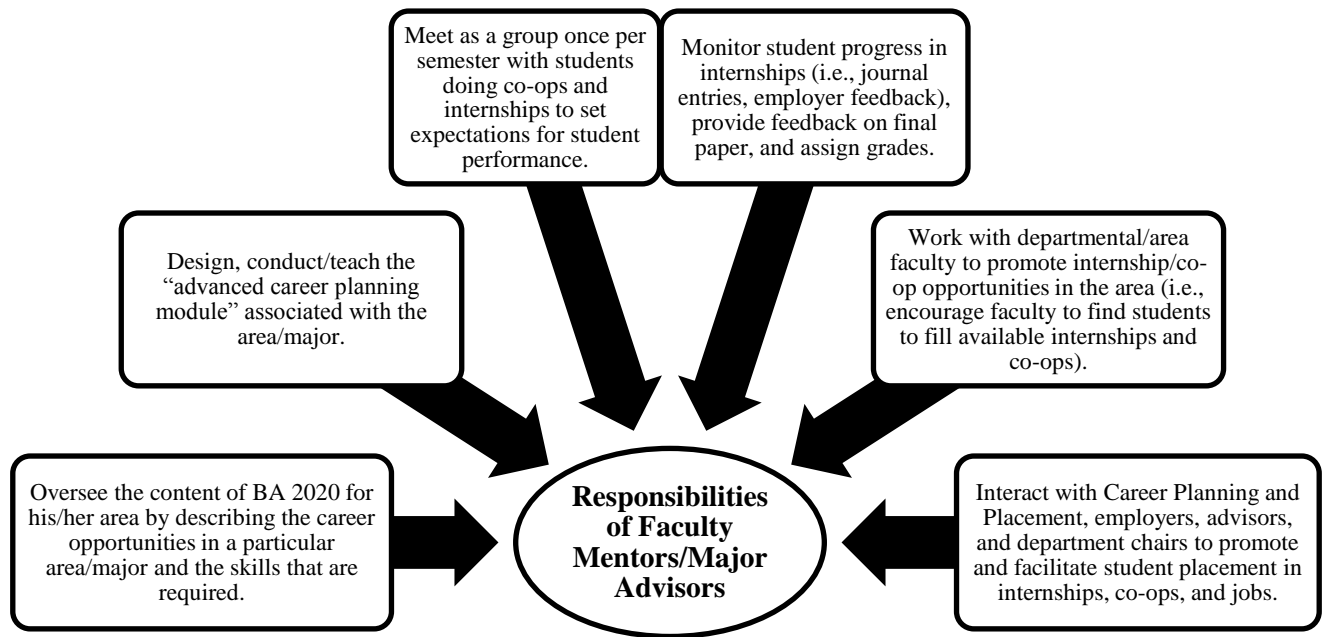 Meet as a group once per
semester with students
doing co-ops and
internships to set
expectations for student
performance.
Monitor student progress in
internships (i.e., journal
entries, employer feedback),
provide feedback on final
paper, and assign grades.
Design, conduct/teach the
“advanced career planning
module” associated with the
area/major.
Work with departmental/area
faculty to promote internship/co-
op opportunities in the area (i.e.,
encourage faculty to find students
to fill available internships and
co-ops).
Oversee the content of BA 2020 for
his/her area by describing the career
opportunities in a particular
area/major and the skills that are
required.
Responsibilities
of Faculty
Mentors/Major
Advisors
Interact with Career Planning and
Placement, employers, advisors,
and department chairs to promote
and facilitate student placement in
internships, co-ops, and jobs.